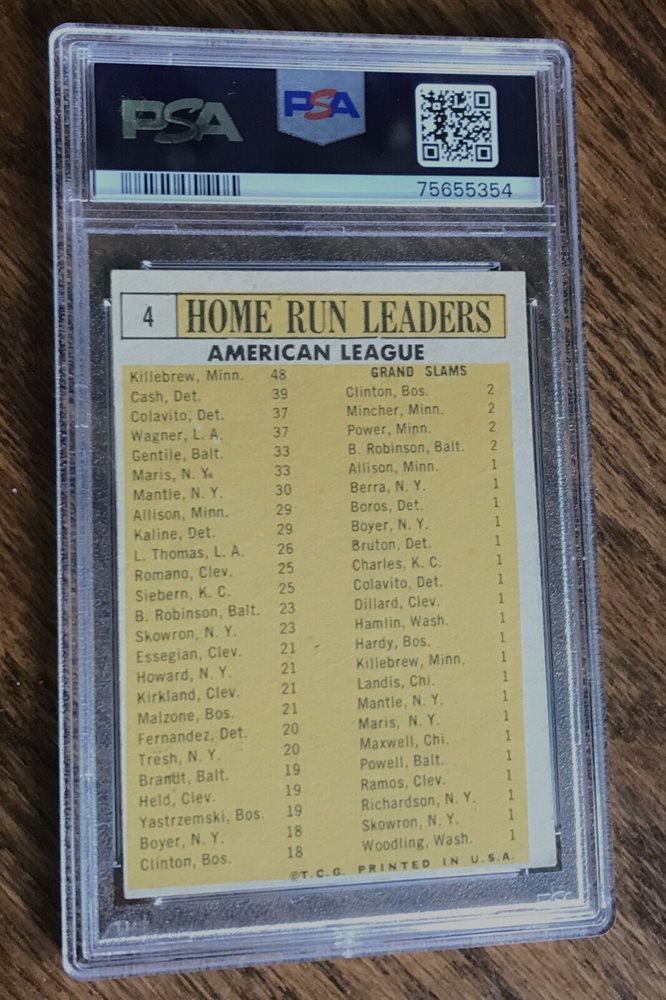 PSA
PSA
75655354
4 HOME RUN LEADERS
AMERICAN LEAGUE
Killebrew, Minn. 48
Cash, Det. 39
Colavito, Det. 37
Wagner, L. A. 37
Gentile, Balt. 33
Maris, N. Y. 33
Mantle, N. Y. 30
Allison, Minn. 29
Kaline, Det. 29
L. Thomas, L. A. 26
Romano, Clev. 25
Siebern, K. C. 25
B. Robinson, Balt. 23
Skowron, N. Y. 23
Essegian, Clev. 21
Howard, N. Y. 21
Kirkland, Clev. 21
Malzone, Bos. 21
Fernandez, Det. 20
Tresh, N. Y. 20
Brandt, Balt. 19
Held, Clev. 19
Yastrzemski, Bos. 19
Boyer, N. Y. 18
Clinton, Bos. 18
GRAND SLAMS
Clinton, Bos. 2
Mincher, Minn. 2
Power, Minn. 2
B. Robinson, Balt. 2
Allison, Minn. 1
Berra, N. Y. 1
Boros, Det. 1
Boyer, N. Y. 1
Bruton, Det. 1
Charles, K. C. 1
Colavito, Det. 1
Dillard, Clev. 1
Hamlin, Wash. 1
Hardy, Bos. 1
Killebrew, Minn. 1
Landis, Chi. 1
Mantle, N. Y. 1
Maris, N. Y. 1
Maxwell, Chi. 1
Powell, Balt. 1
Ramos, Clev. 1
Richardson, N. Y. 1
Skowron, N. Y. 1
Woodling, Wash. 1
©T.C.G. PRINTED IN U.S.A.